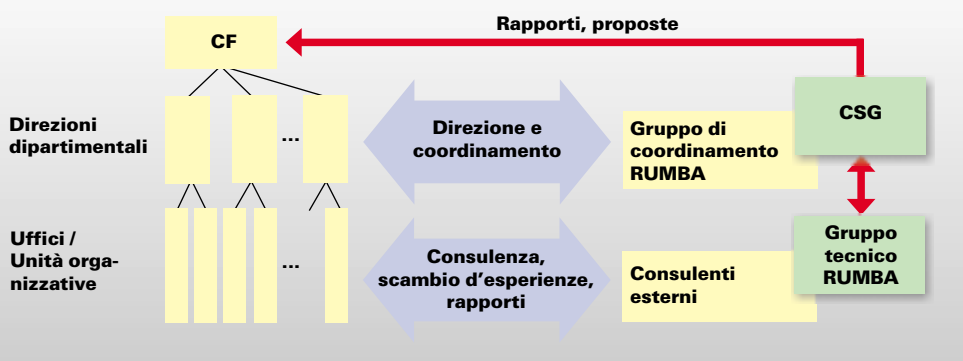 Rapporti, proposte
CF
Direzioni
dipartimentali
...
Direzione e
coordinamento
Gruppo di
coordinamento
RUMBA
CSG
Uffici /
Unità orga-
nizzative
...
Consulenza,
scambio d'esperienze,
rapporti
Consulenti
esterni
Gruppo
tecnico
RUMBA